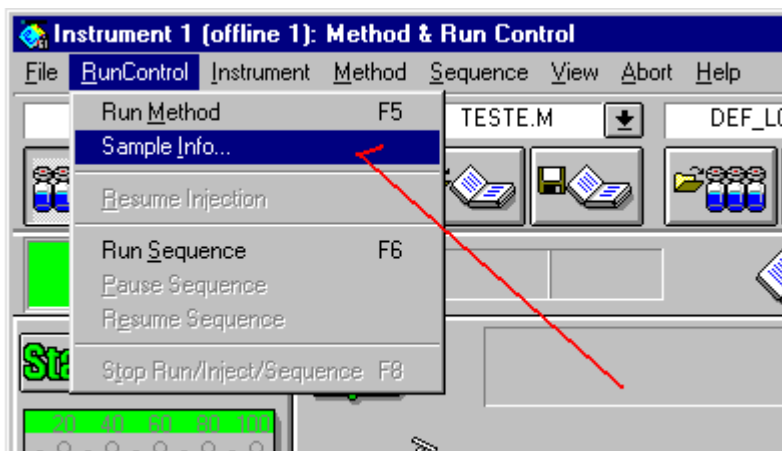 Instrument 1 (offline 1): Method & Run Control
File RunControl Instrument Method Sequence View Abort Help
Run Method F5
TESTE.M
Sample Info...
Resume Injection
Run Sequence F6
Pause Sequence
Resume Sequence
Stop Run/Inject/Sequence F8
20 40 60 80 100